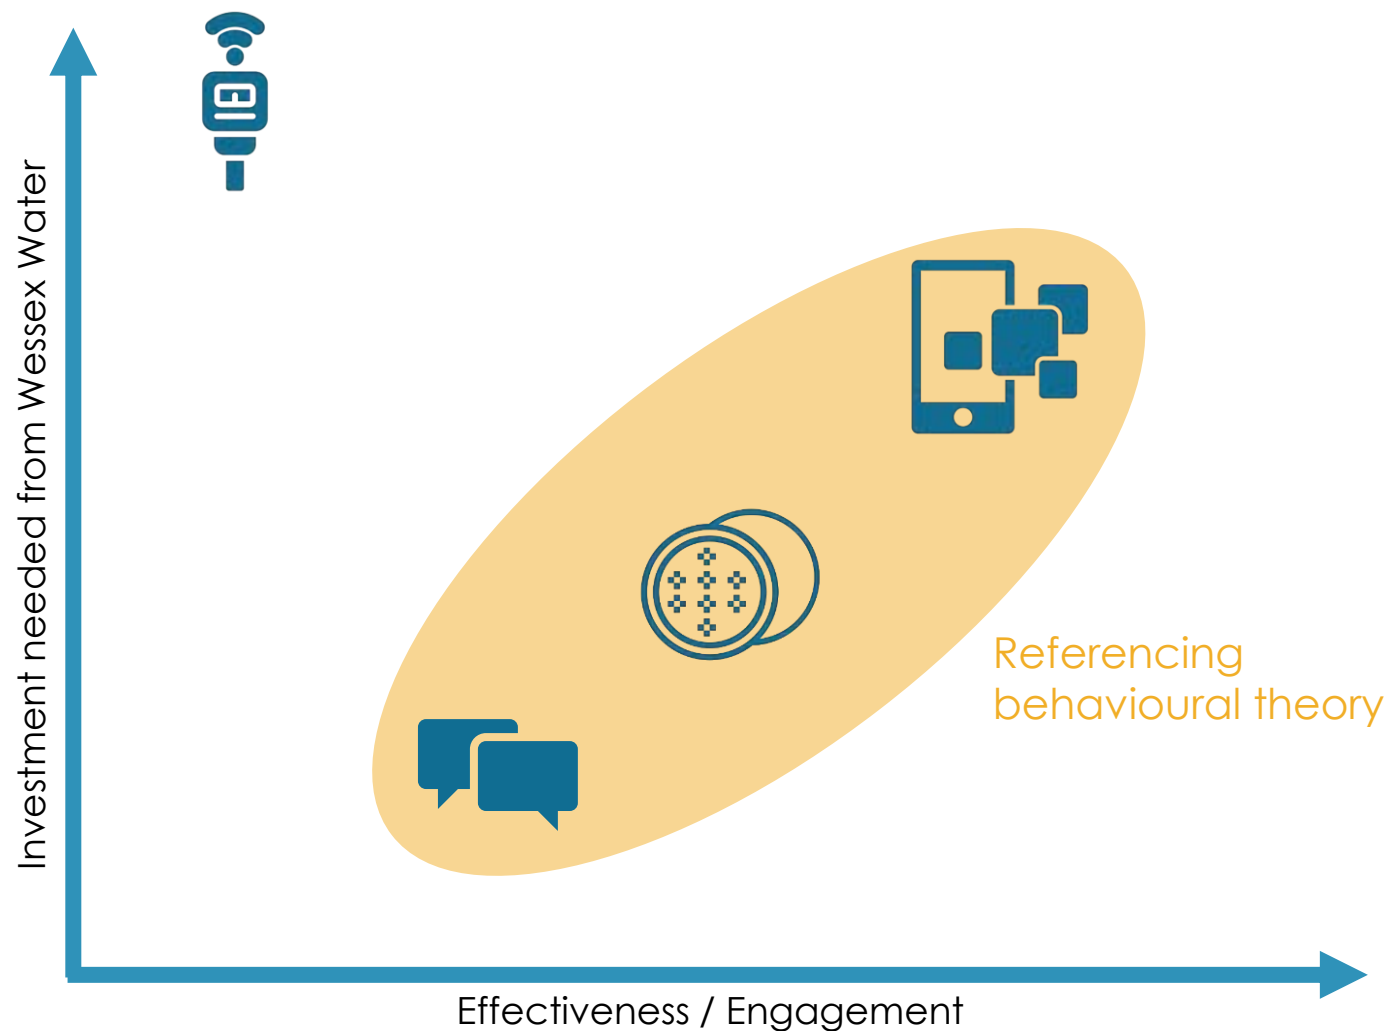 Investment needed from Wessex Water
Referencing
behavioural theory
Effectiveness / Engagement